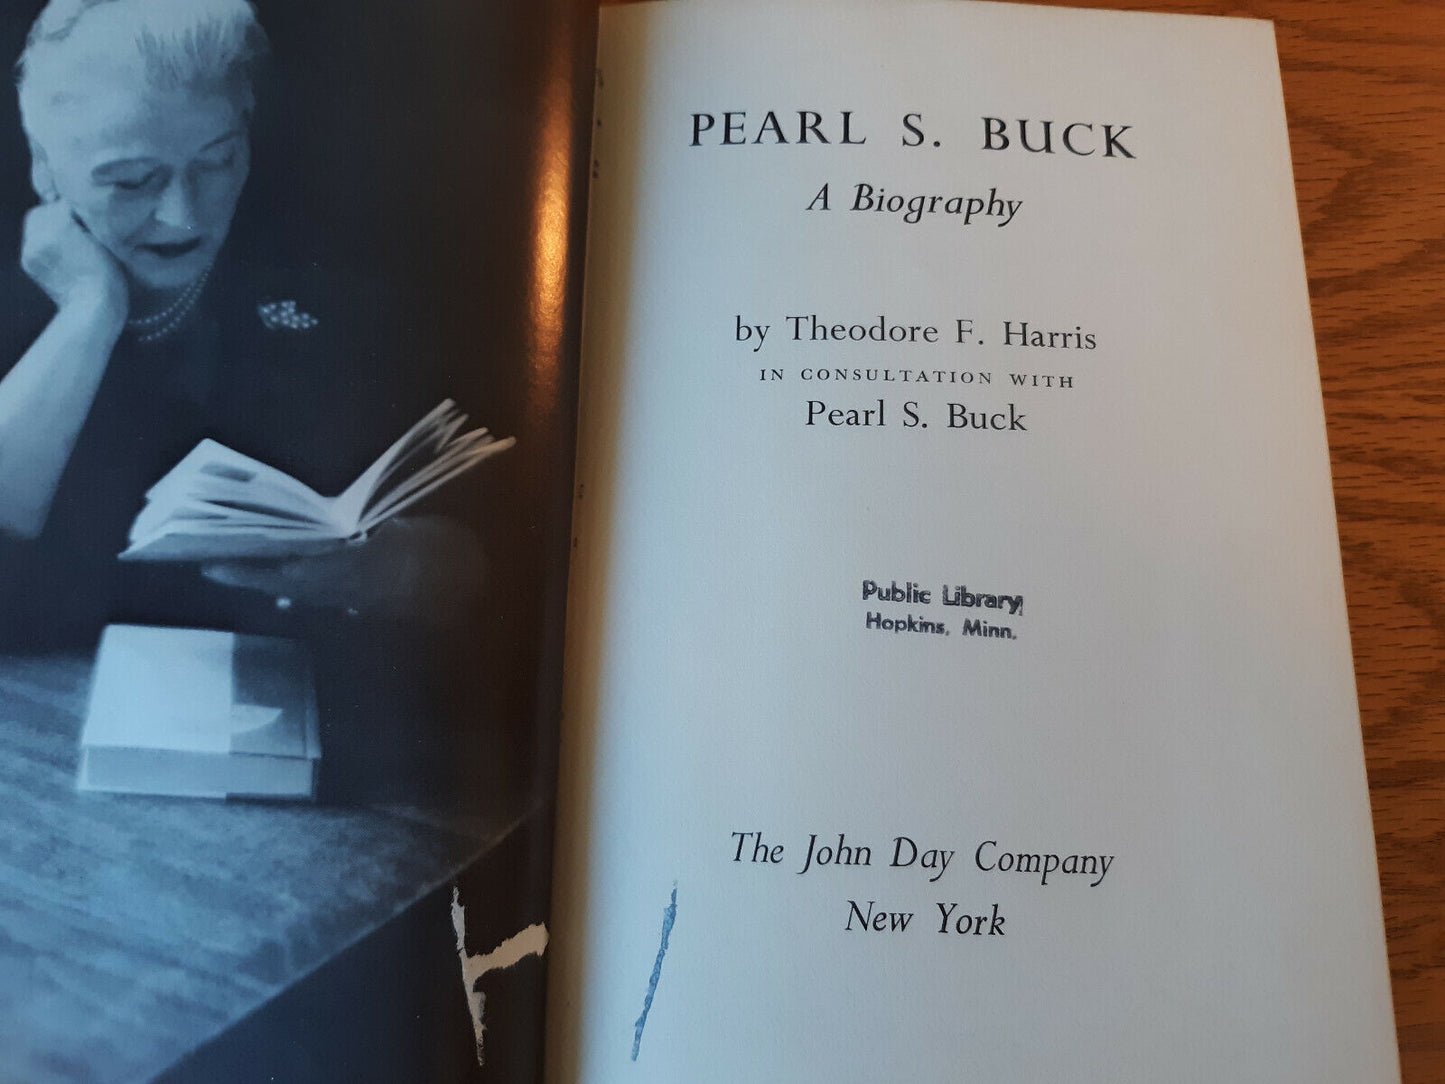 PEARL S. BUCK
A Biography
by Theodore F. Harris
IN CONSULTATION WITH
Pearl S. Buck
Public Library
Hopkins, Minn.
The John Day Company
New York